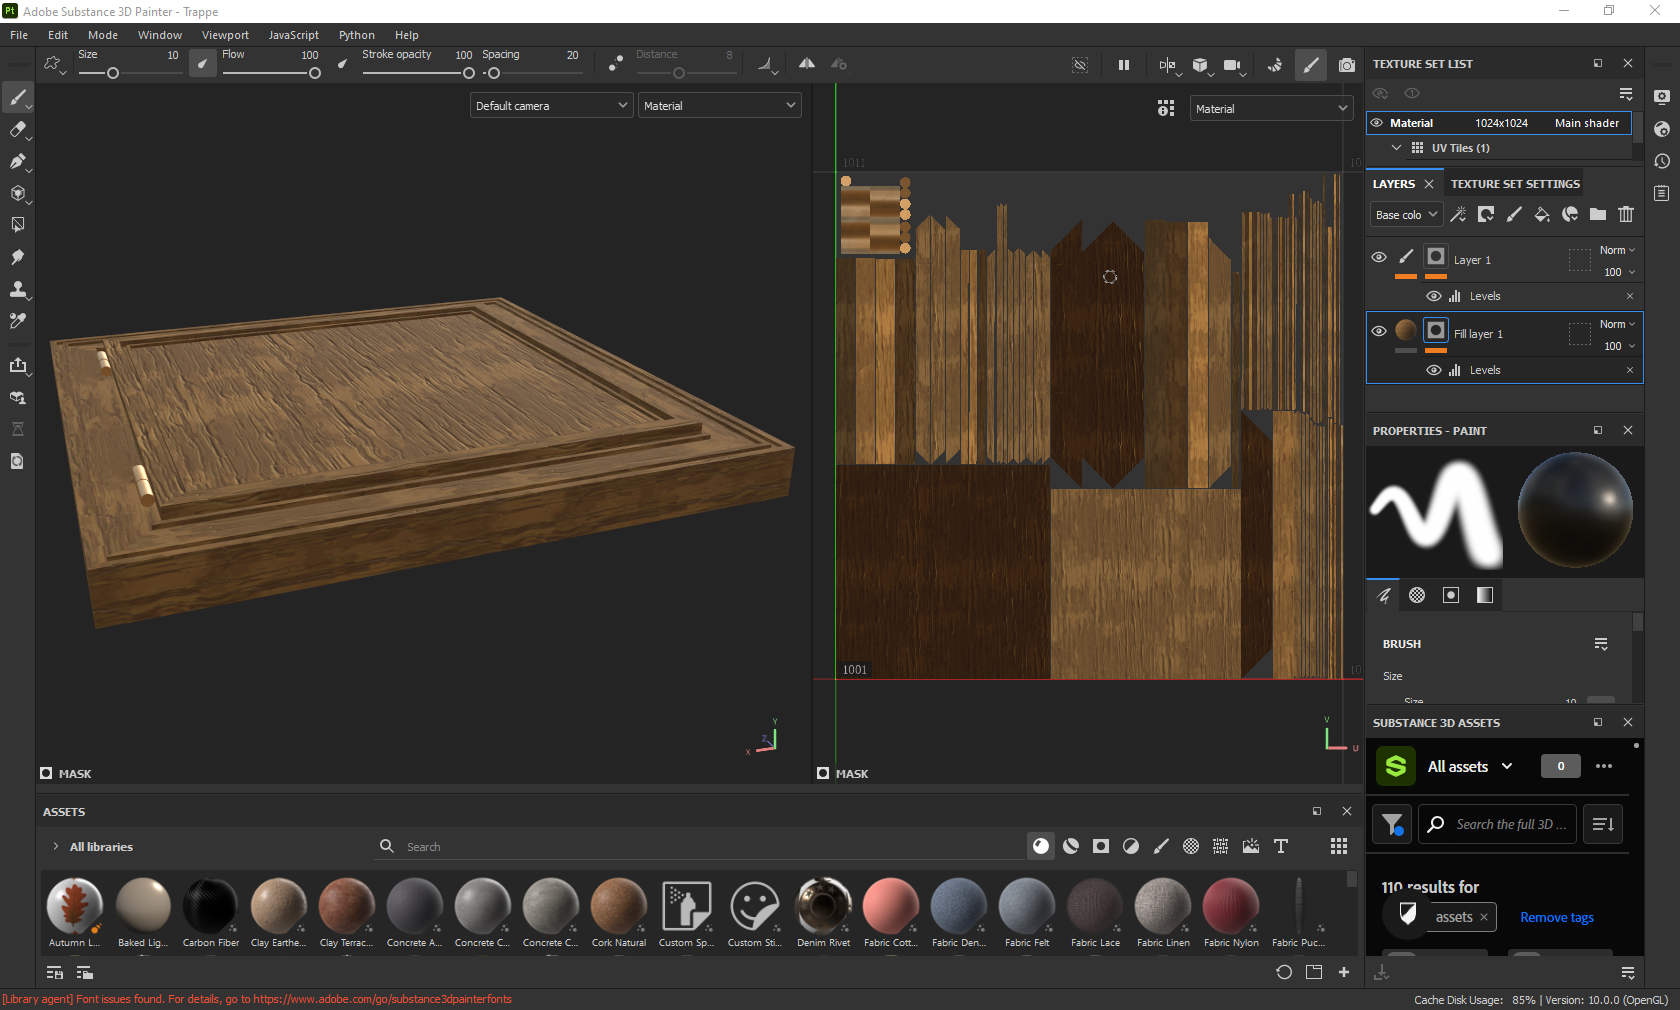 Pt Adobe Substance 3D Painter - Trappe
File Edit Mode Window Viewport JavaScript Python Help
Size 10 Flow 100 Stroke opacity 100 Spacing 20 Distance 8
Default camera
Material
Material
1011
10
1001
10
Y
Z
X
V
U
MASK
MASK
TEXTURE SET LIST
Material 1024x1024 Main shader
UV Tiles (1)
LAYERS TEXTURE SET SETTINGS
Base colo
Layer 1 Norm 100
Levels
Fill layer 1 Norm 100
Levels
PROPERTIES - PAINT
BRUSH
Size
Size 10
SUBSTANCE 3D ASSETS
All assets 0
Search the full 3D ...
110 results for
assets Remove tags
ASSETS
All libraries Search
Autumn L... Baked Lig... Carbon Fiber Clay Earthe... Clay Terrac... Concrete A... Concrete C... Concrete C... Cork Natural Custom Sp... Custom Sti... Denim Rivet Fabric Cott... Fabric Den... Fabric Felt Fabric Lace Fabric Linen Fabric Nylon Fabric Puc...
[Library agent] Font issues found. For details, go to https://www.adobe.com/go/substance3dpainterfonts
Cache Disk Usage: 85% | Version: 10.0.0 (OpenGL)